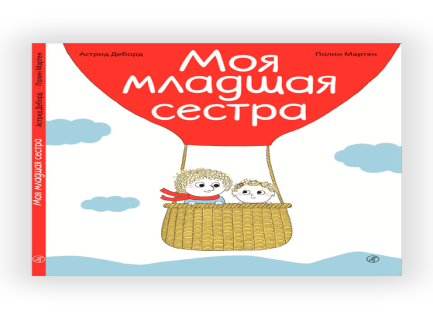 Астрид Деборд
Полин Мартен
Моя
младшая
сестра
Астрид Деборд / Полин Мартен
Моя младшая сестра